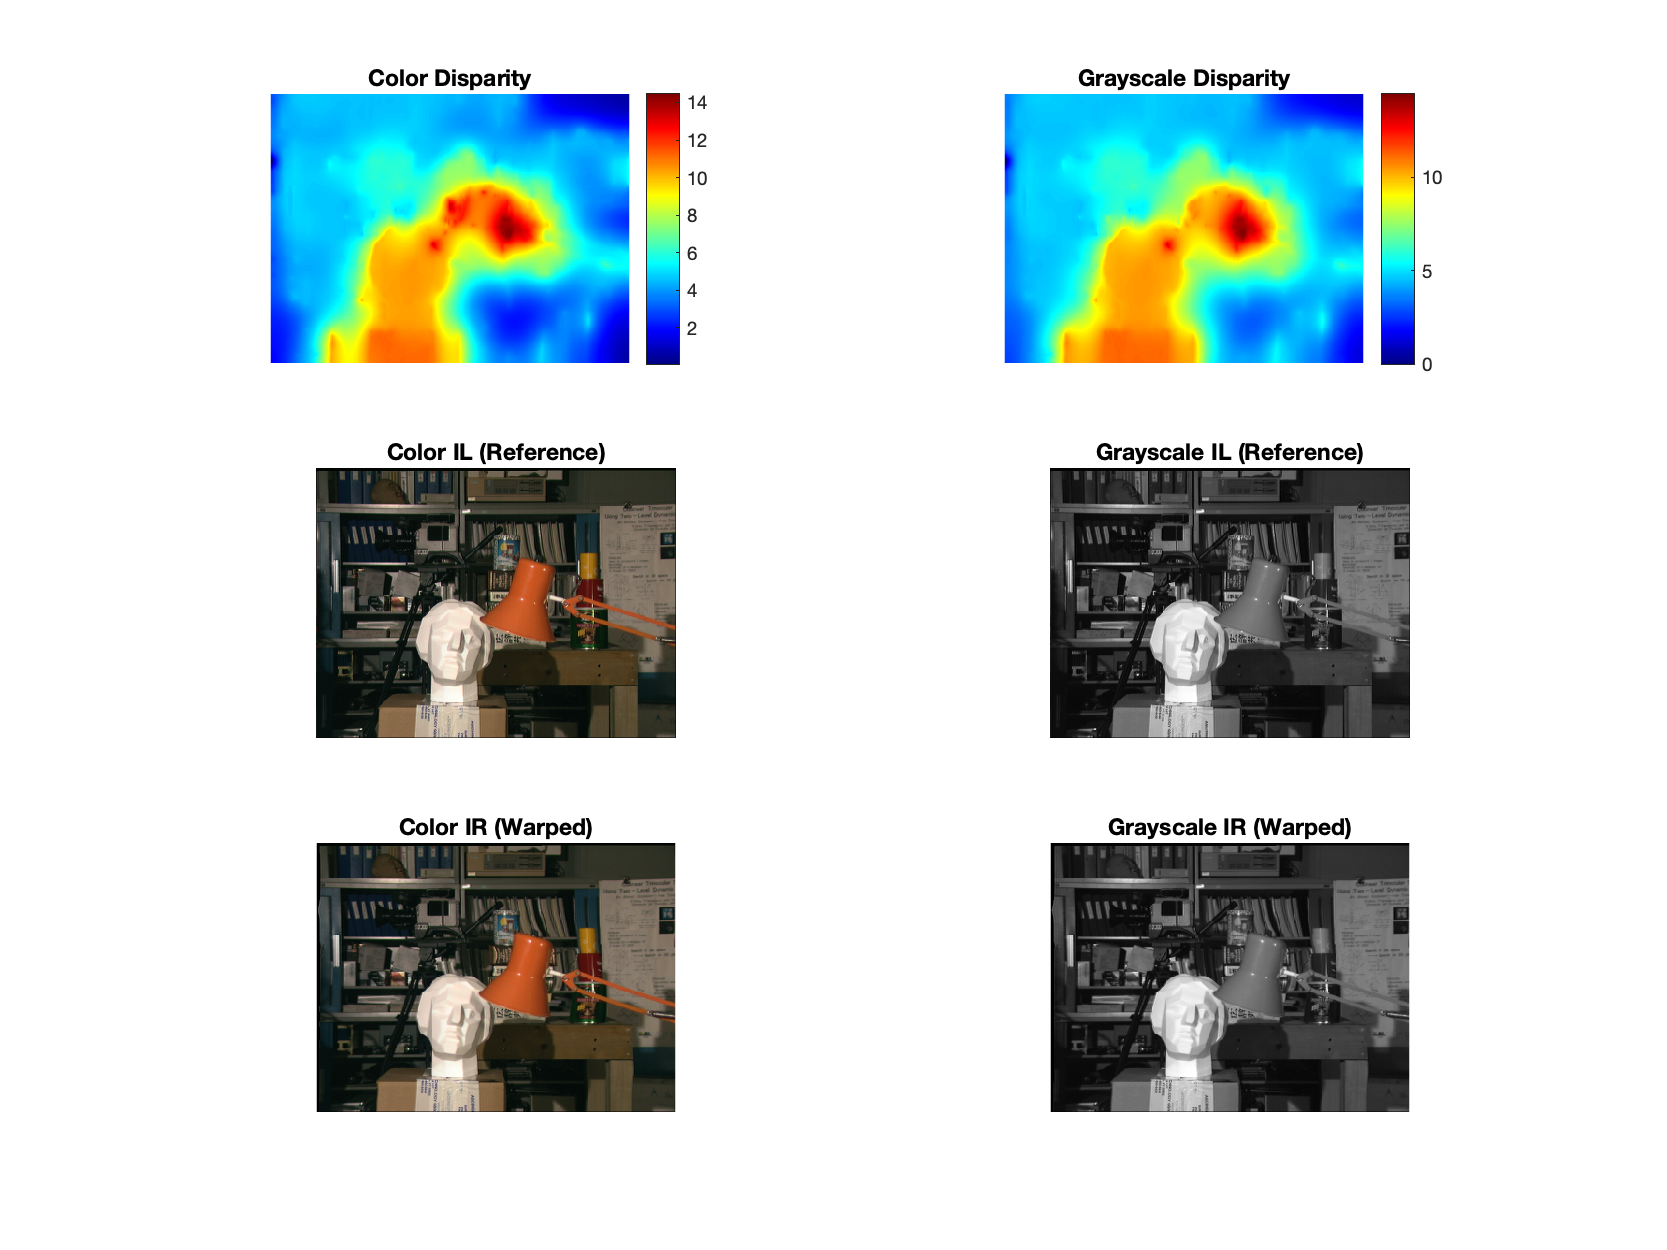 Color Disparity
14
12
10
8
6
4
2
Grayscale Disparity
10
5
0
Color IL (Reference)
Grayscale IL (Reference)
Color IR (Warped)
Grayscale IR (Warped)